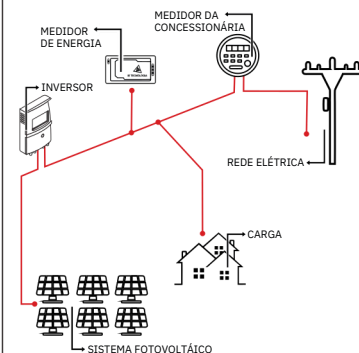 MEDIDOR
DE ENERGIA
MEDIDOR DA
CONCESSIONÁRIA
INVERSOR
REDE ELÉTRICA
CARGA
SISTEMA FOTOVOLTÁICO